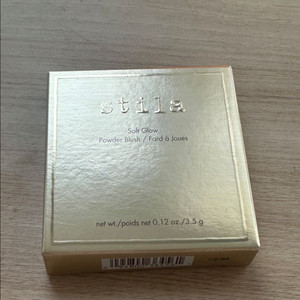 stila
Soft Glow
Powder Blush / Fard à Joues
net wt./poids net 0.12 oz./3.5 g